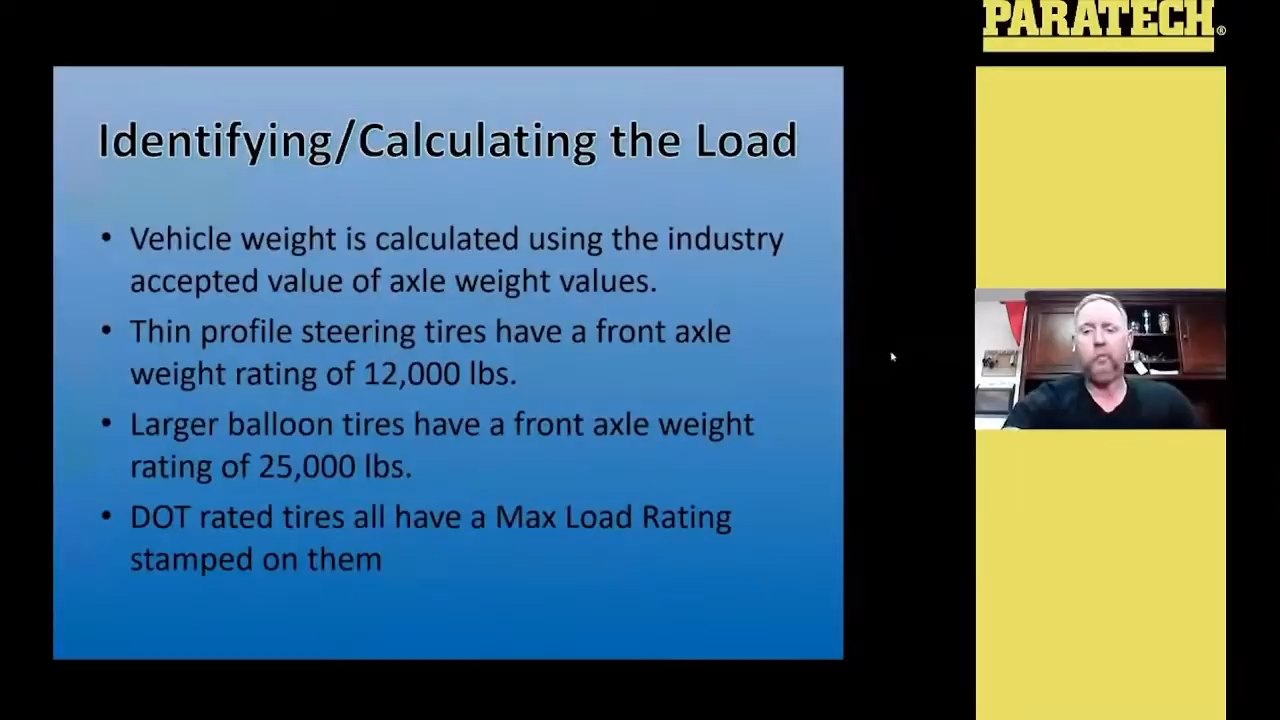 PARATECH®
Identifying/Calculating the Load
• Vehicle weight is calculated using the industry
accepted value of axle weight values.
• Thin profile steering tires have a front axle
weight rating of 12,000 lbs.
• Larger balloon tires have a front axle weight
rating of 25,000 lbs.
• DOT rated tires all have a Max Load Rating
stamped on them